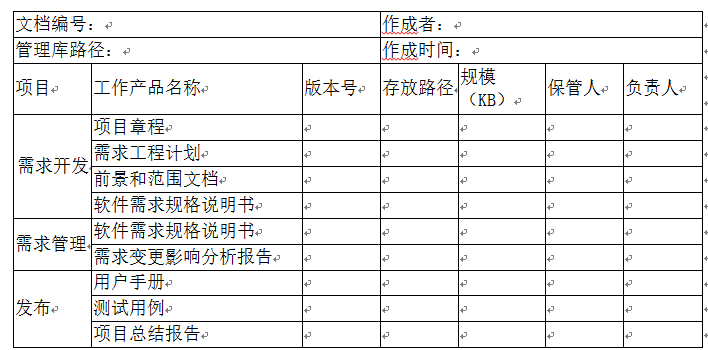 文档编号： 作成者：
管理库路径： 作成时间：
项目 工作产品名称 版本号 存放路径 规模（KB） 保管人 负责人
需求开发 项目章程
需求工程计划
前景和范围文档
软件需求规格说明书
需求管理 软件需求规格说明书
需求变更影响分析报告
发布 用户手册
测试用例
项目总结报告